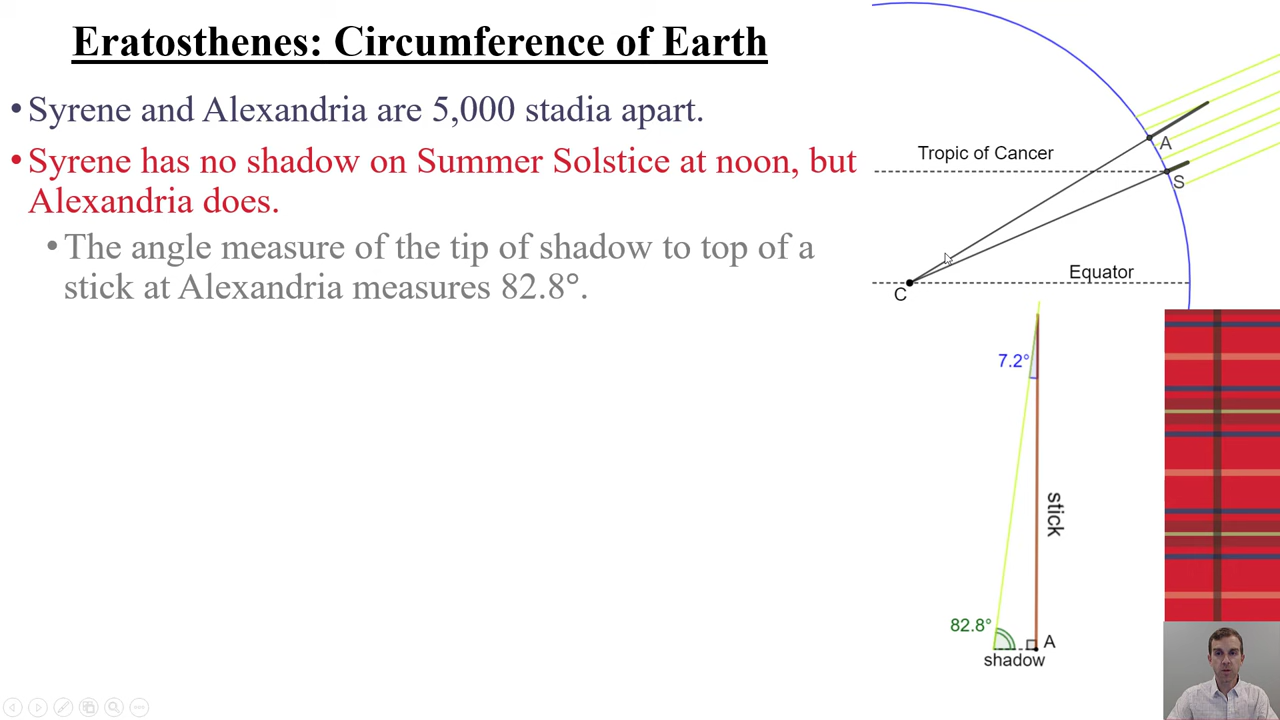 Eratosthenes: Circumference of Earth
•Syrene and Alexandria are 5,000 stadia apart.
•Syrene has no shadow on Summer Solstice at noon, but
Alexandria does.
•The angle measure of the tip of shadow to top of a
stick at Alexandria measures 82.8°.
A
Tropic of Cancer
S
Equator
C
7.2°
stick
82.8°
A
shadow